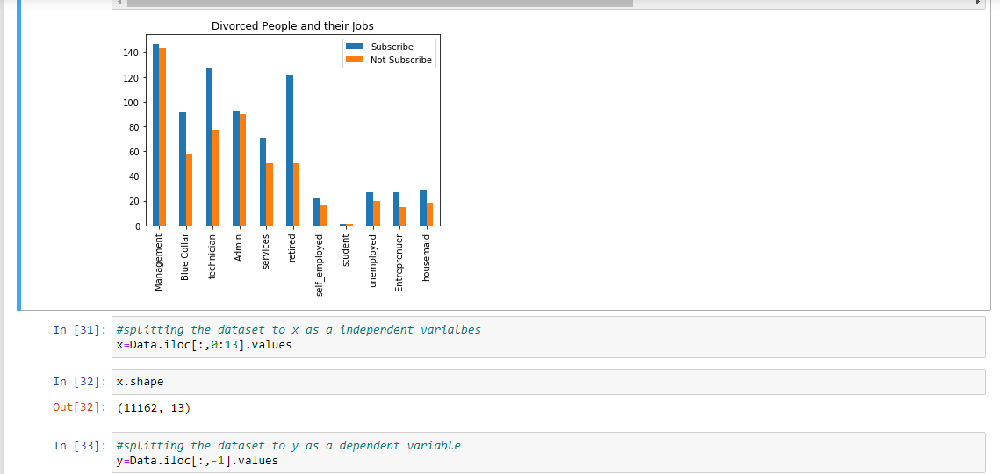 Divorced People and their Jobs
Subscribe
Not-Subscribe
140
120
100
80
60
40
20
0
Management
Blue Collar
technician
Admin
services
retired
self_employed
student
unemployed
Entreprenuer
housemaid
In [31]: #splitting the dataset to x as a independent varialbes
x=Data.iloc[:,0:13].values
In [32]: x.shape
Out[32]: (11162, 13)
In [33]: #splitting the dataset to y as a dependent variable
y=Data.iloc[:,-1].values